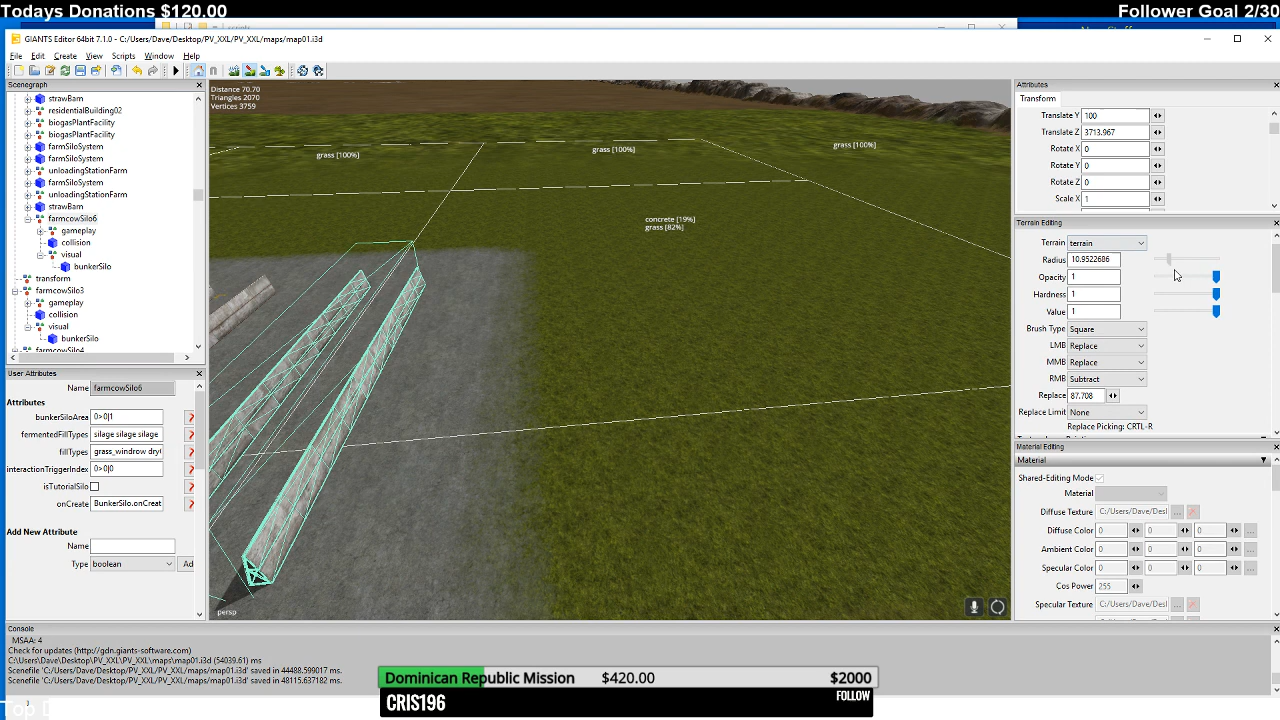 Todays Donations $120.00
Follower Goal 2/30
GIANTS Editor 64bit 7.1.0 - C:/Users/Dave/Desktop/PV_XXL/PV_XXL/maps/map01.i3d
File Edit Create View Scripts Window Help
Scenegraph
strawBarn
residentialBuilding02
biogasPlantFacility
biogasPlantFacility
farmSiloSystem
farmSiloSystem
unloadingStationFarm
farmSiloSystem
unloadingStationFarm
strawBarn
farmcowSilo6
gameplay
collision
visual
bunkerSilo
transform
farmcowSilo3
gameplay
collision
visual
bunkerSilo
farmcowSilo4
User Attributes
Name farmcowSilo6
Attributes
bunkerSiloArea 0>0|1
fermentedFillTypes silage silage silage
fillTypes grass_windrow
interactionTriggerIndex 0>0|0
isTutorialSilo
onCreate BunkerSilo.onCreat
Add New Attribute
Name
Type boolean Ad
Distance 70.70
Triangles 2070
Vertices 3759
grass [100%]
grass [100%]
grass [100%]
concrete [19%]
grass [82%]
persp
Attributes
Transform
Translate Y 100
Translate Z 3713.967
Rotate X 0
Rotate Y 0
Rotate Z 0
Scale X 1
Terrain Editing
Terrain terrain
Radius 10.9522686
Opacity 1
Hardness 1
Value 1
Brush Type Square
LMB Replace
MMB Replace
RMB Subtract
Replace 87.708
Replace Limit None
Replace Picking: CRTL-R
Material Editing
Material
Shared-Editing Mode
Material
Diffuse Texture C:/Users/Dave/Desl ...
Diffuse Color 0 0 0 ...
Ambient Color 0 0 0 ...
Specular Color 0 0 0 ...
Cos Power 255
Specular Texture C:/Users/Dave/Desl ...
Console
MSAA: 4
Check for updates (http://gdn.giants-software.com)
C:\Users\Dave\Desktop\PV_XXL\PV_XXL\maps\map01.i3d (54039.61) ms
Scenefile 'C:/Users/Dave/Desktop/PV_XXL/PV_XXL/maps/map01.i3d' saved in 44488.599017 ms.
Scenefile 'C:/Users/Dave/Desktop/PV_XXL/PV_XXL/maps/map01.i3d' saved in 48115.637182 ms.
Dominican Republic Mission $420.00 $2000
CRIS196 FOLLOW